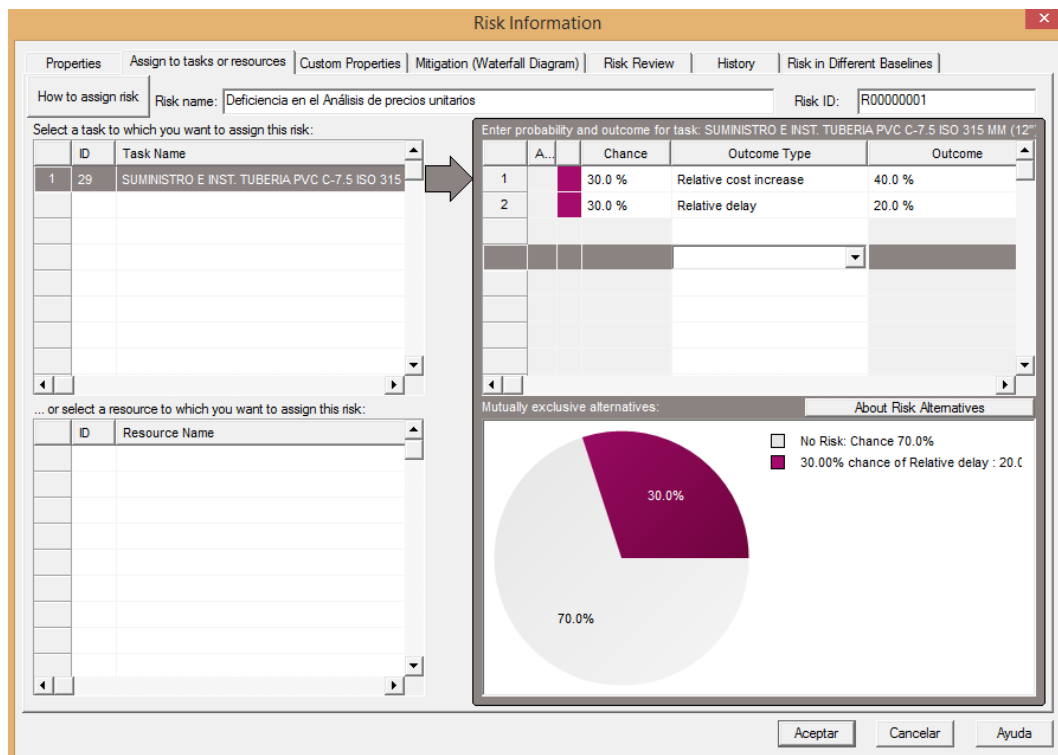 Risk Information
Properties Assign to tasks or resources Custom Properties Mitigation (Waterfall Diagram) Risk Review History Risk in Different Baselines
How to assign risk Risk name: Deficiencia en el Análisis de precios unitarios Risk ID: R00000001
Select a task to which you want to assign this risk:
ID Task Name
1 29 SUMINISTRO E INST. TUBERIA PVC C-7.5 ISO 315
Enter probability and outcome for task: SUMINISTRO E INST. TUBERIA PVC C-7.5 ISO 315 MM (12"
A... Chance Outcome Type Outcome
1 30.0 % Relative cost increase 40.0 %
2 30.0 % Relative delay 20.0 %
... or select a resource to which you want to assign this risk:
ID Resource Name
Mutually exclusive alternatives: About Risk Alternatives
No Risk: Chance 70.0%
30.00% chance of Relative delay : 20.0
30.0%
70.0%
Aceptar Cancelar Ayuda